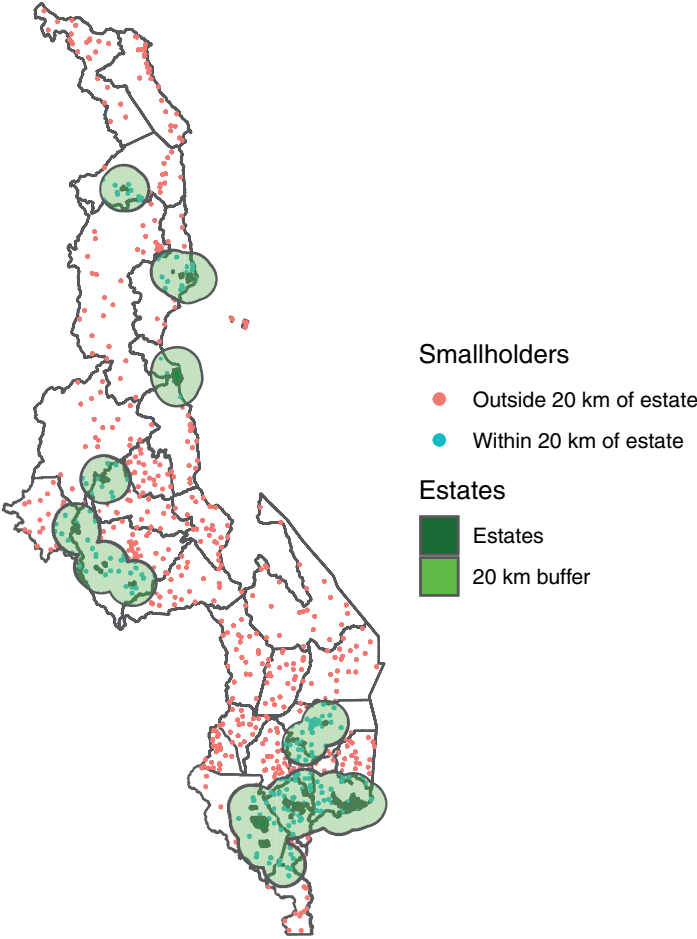 Smallholders
Outside 20 km of estate
Within 20 km of estate
Estates
Estates
20 km buffer